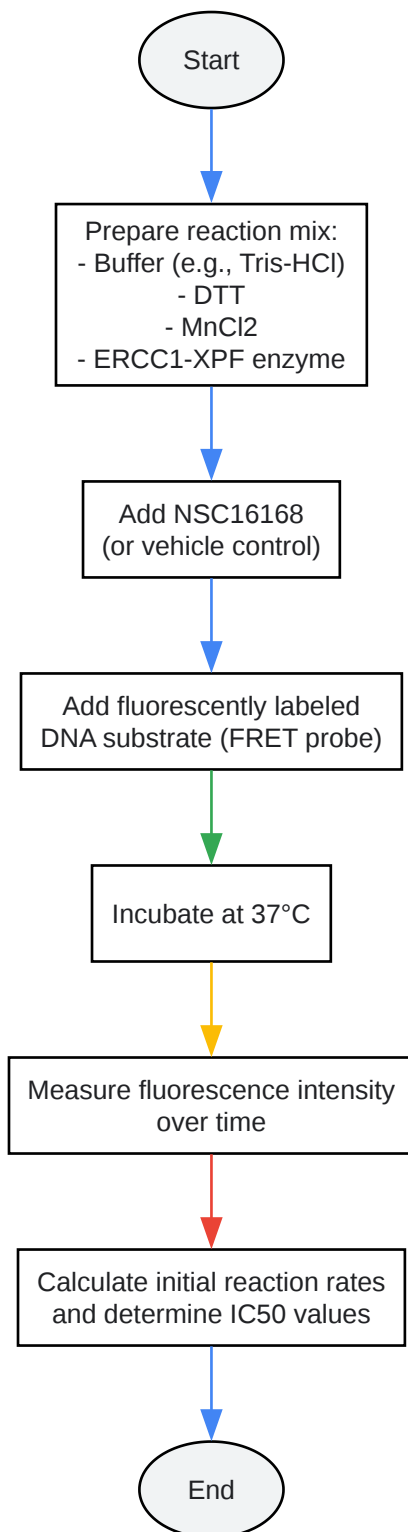 Start
Prepare reaction mix:
- Buffer (e.g., Tris-HCl)
- DTT
- MnCl2
- ERCC1-XPF enzyme
Add NSC16168
(or vehicle control)
Add fluorescently labeled
DNA substrate (FRET probe)
Incubate at 37°C
Measure fluorescence intensity
over time
Calculate initial reaction rates
and determine IC50 values
End